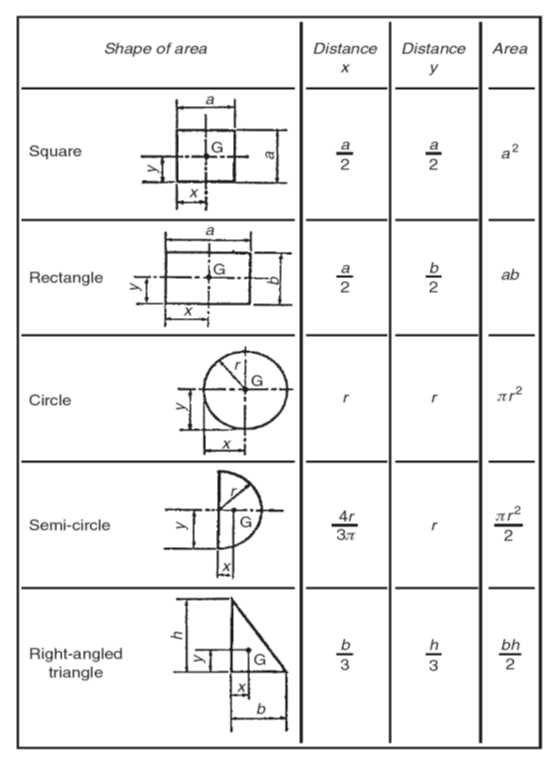 Shape of area Distance x Distance y Area
a
Square G a y x a/2 a/2 a²
a
Rectangle G b y x a/2 b/2 ab
r
Circle G y x r r πr²
r
Semi-circle G y x 4r/3π r πr²/2
h
Right-angled triangle y G x b b/3 h/3 bh/2